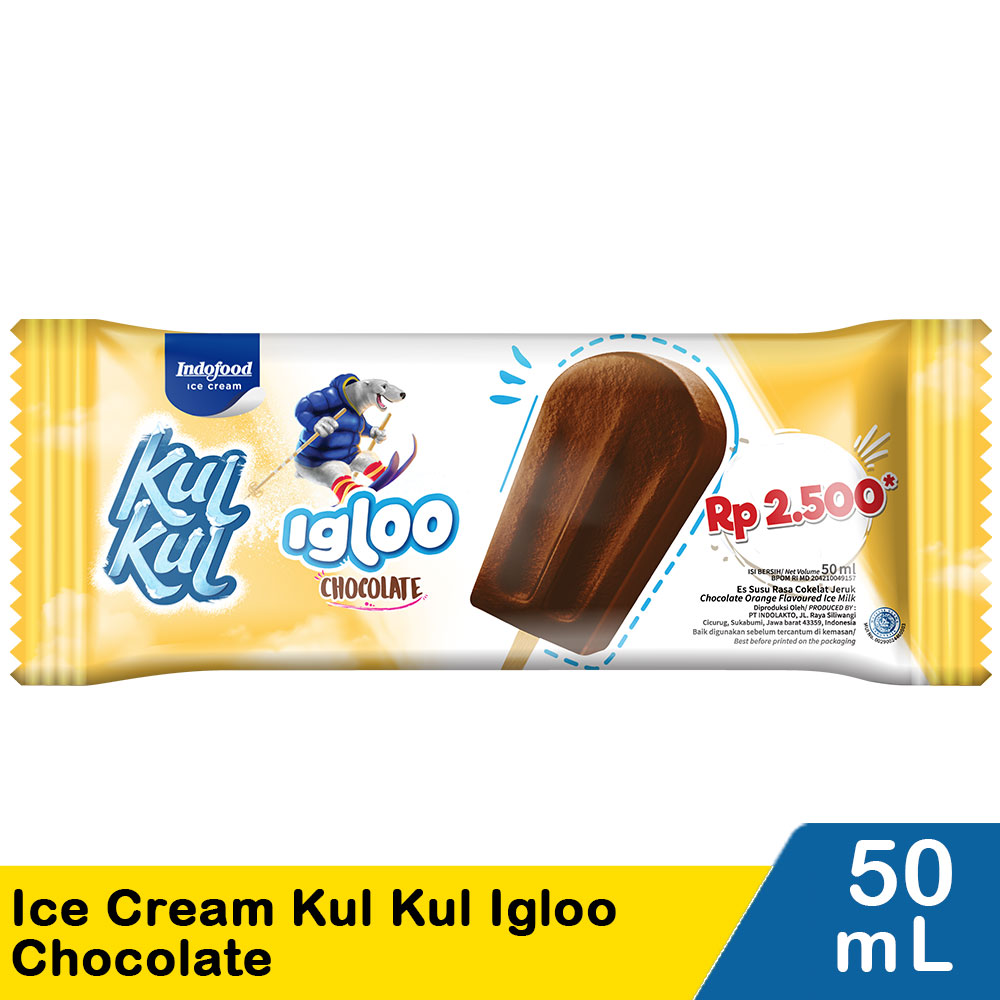 Indofood
ice cream
Kul
Kul
Igloo
CHOCOLATE
Rp 2.500*
ISI BERSIH/ Net Volume 50 ml
BPOM RI MD 204210049157
Es Susu Rasa Cokelat Jeruk
Chocolate Orange Flavoured Ice Milk
Diproduksi Oleh/ PRODUCED BY :
PT INDOLAKTO, JL. Raya Siliwangi
Cicurug, Sukabumi, Jawa barat 43359, Indonesia
Baik digunakan sebelum tercantum di kemasan/
Best before printed on the packaging
Ice Cream Kul Kul Igloo
Chocolate
50
mL